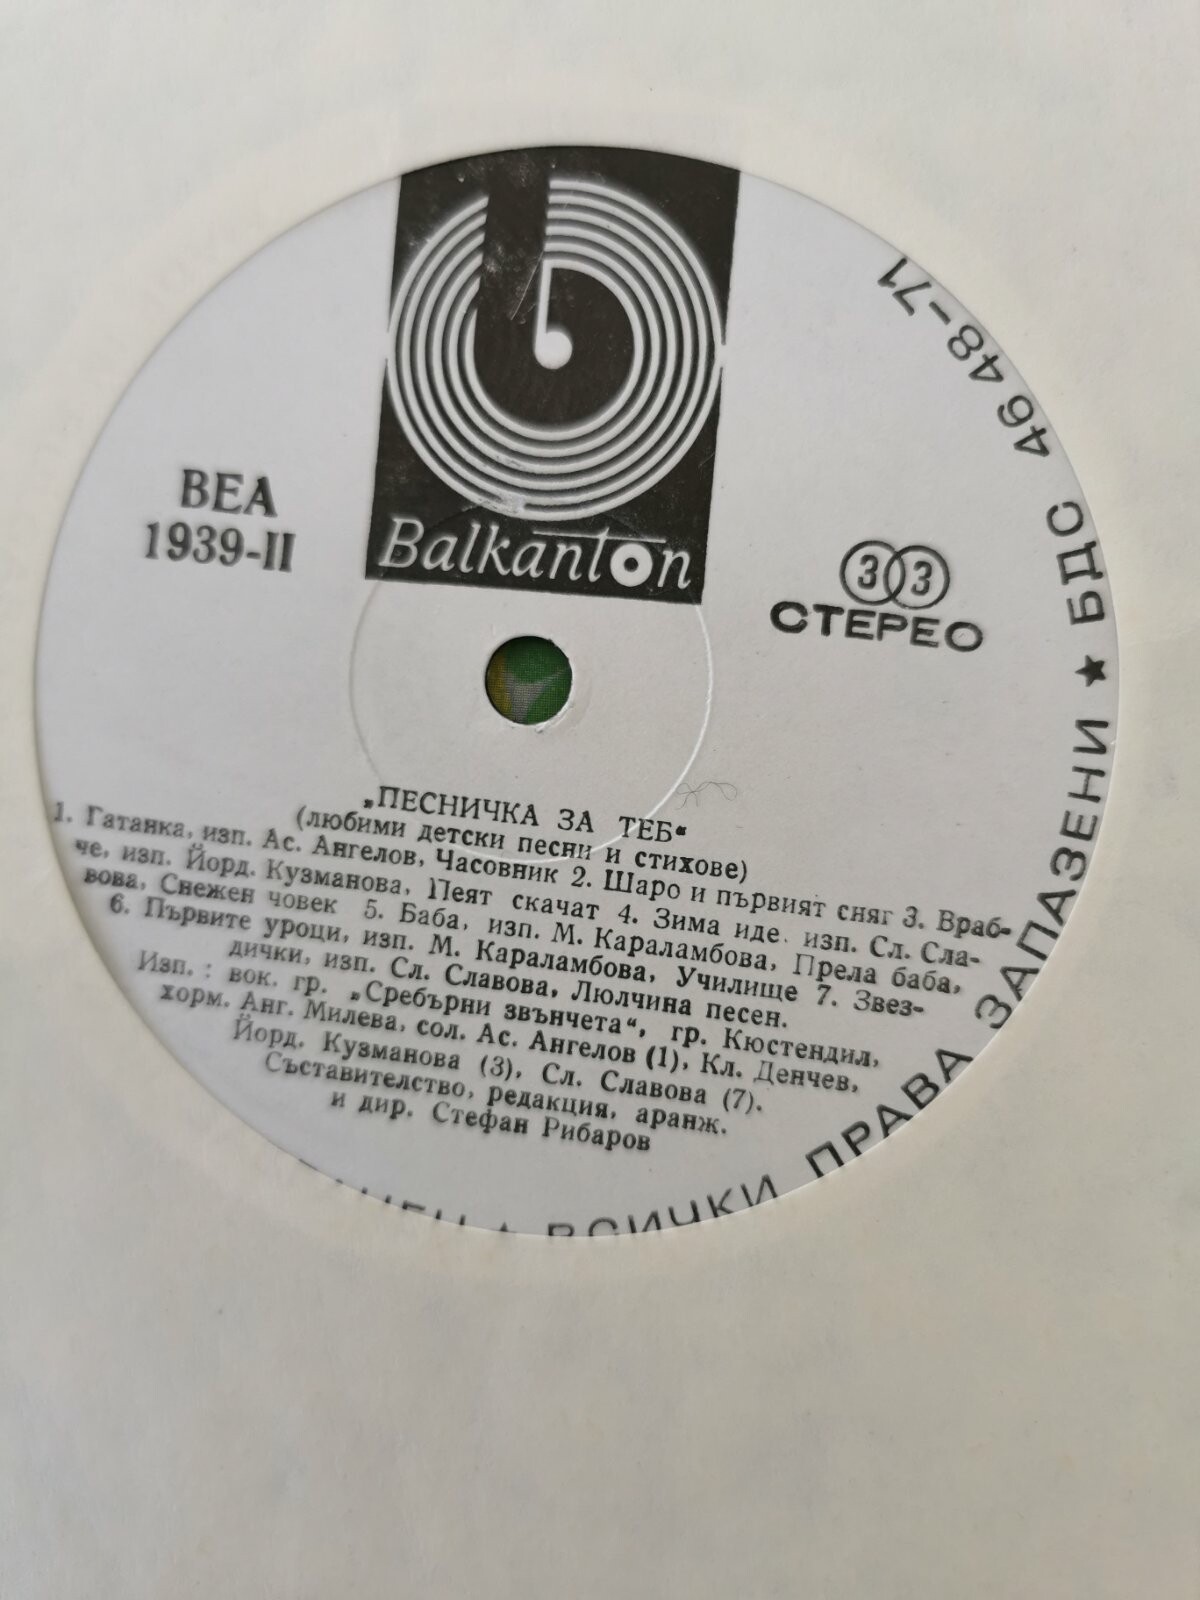 Balkanton
ВЕА
1939-II
33
СТЕРЕО
„ПЕСНИЧКА ЗА ТЕБ“
(любими детски песни и стихове)
1. Гатанка, изп. Ас. Ангелов, Часовник 2. Шаро и първият сняг 3. Враб-
че, изп. Йорд. Кузманова, Пеят скачат 4. Зима иде, изп. Сл. Сла-
вова, Снежен човек 5. Баба, изп. М. Караламбова, Прела баба,
6. Първите уроци, изп. М. Караламбова, Училище 7. Звез-
дички, изп. Сл. Славова, Люлчина песен.
Изп.: вок. гр. „Сребърни звънчета“, гр. Кюстендил,
хорм. Анг. Милева, сол. Ас. Ангелов (1), Кл. Денчев,
Йорд. Кузманова (3), Сл. Славова (7).
Съставителство, редакция, аранж.
и дир. Стефан Рибаров
ВСИЧКИ ПРАВА ЗАПАЗЕНИ ★ БДС 4648-71